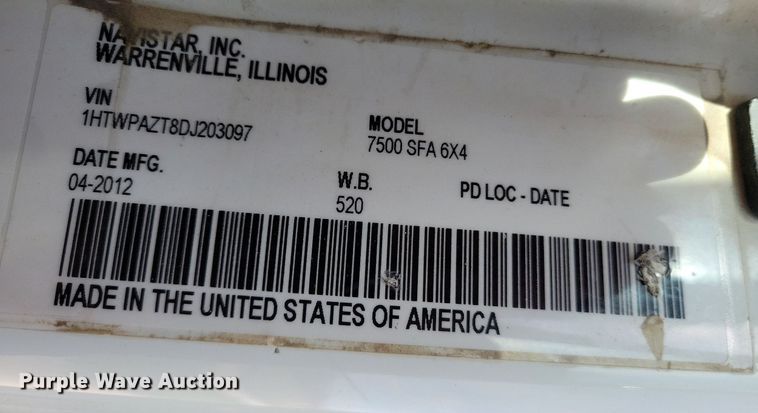 NAVISTAR, INC.
WARRENVILLE, ILLINOIS
VIN
1HTWPAZT8DJ203097
MODEL
7500 SFA 6X4
DATE MFG.
04-2012
W.B.
520
PD LOC - DATE
MADE IN THE UNITED STATES OF AMERICA
Purple Wave Auction